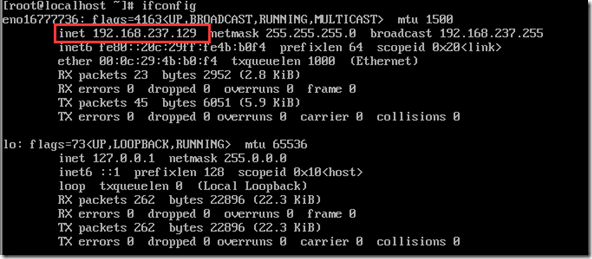 [root@localhost ~]# ifconfig
eno16777736: flags=4163<UP,BROADCAST,RUNNING,MULTICAST>  mtu 1500
inet 192.168.237.129  netmask 255.255.255.0  broadcast 192.168.237.255
inet6 fe80::20c:29ff:fe4b:b0f4  prefixlen 64  scopeid 0x20<link>
ether 00:0c:29:4b:b0:f4  txqueuelen 1000  (Ethernet)
RX packets 23  bytes 2952 (2.8 KiB)
RX errors 0  dropped 0  overruns 0  frame 0
TX packets 45  bytes 6051 (5.9 KiB)
TX errors 0  dropped 0 overruns 0  carrier 0  collisions 0
lo: flags=73<UP,LOOPBACK,RUNNING>  mtu 65536
inet 127.0.0.1  netmask 255.0.0.0
inet6 ::1  prefixlen 128  scopeid 0x10<host>
loop  txqueuelen 0  (Local Loopback)
RX packets 262  bytes 22896 (22.3 KiB)
RX errors 0  dropped 0  overruns 0  frame 0
TX packets 262  bytes 22896 (22.3 KiB)
TX errors 0  dropped 0 overruns 0  carrier 0  collisions 0